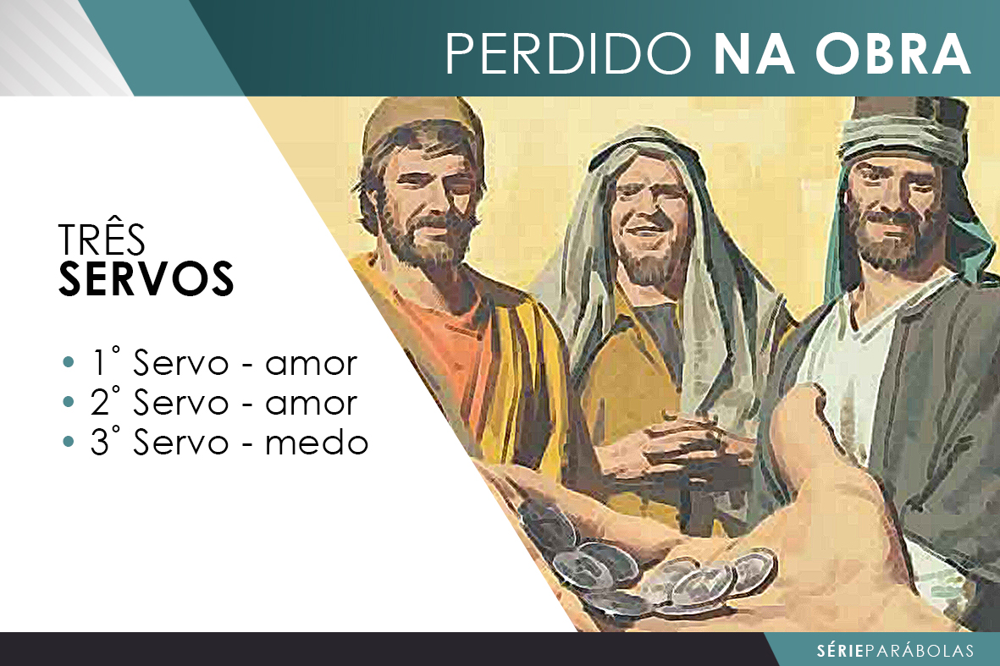 PERDIDO NA OBRA
TRÊS
SERVOS
• 1° Servo - amor
• 2° Servo - amor
• 3° Servo - medo
SÉRIEPARÁBOLAS